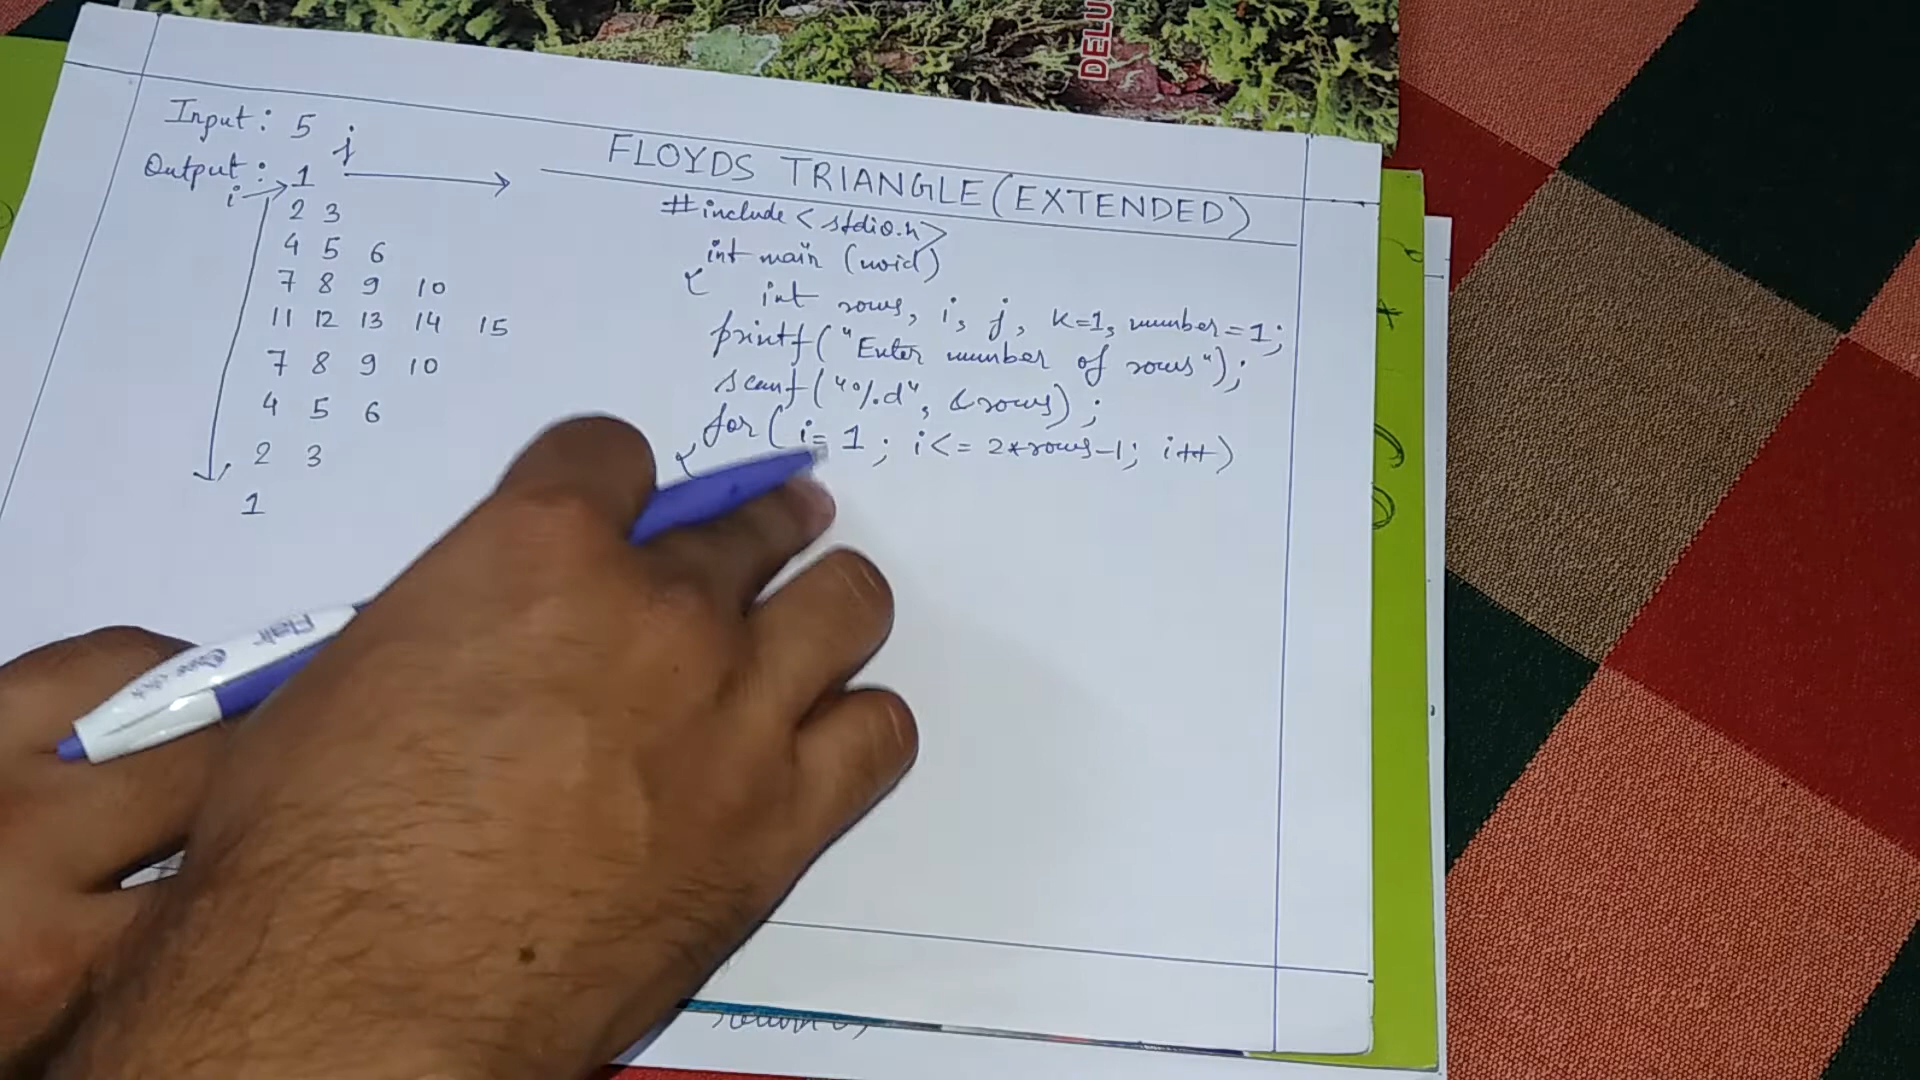 DELU
Input: 5
j
Output: 1
i
2 3
4 5 6
7 8 9 10
11 12 13 14 15
7 8 9 10
4 5 6
2 3
1
FLOYDS TRIANGLE (EXTENDED)
#include <stdio.h>
int main (void)
{
int rows, i, j, k=1, number=1;
printf("Enter number of rows");
scanf("%d", &rows);
for(i=1; i<=2*rows-1; i++)
{
Flair